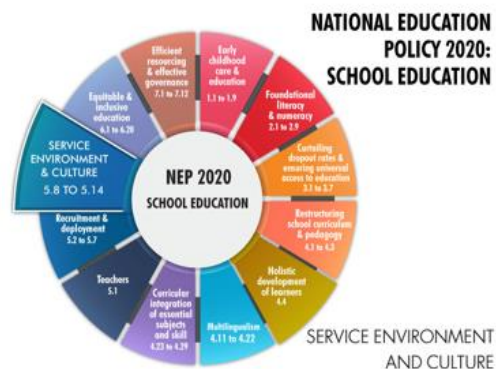 NATIONAL EDUCATION
POLICY 2020:
SCHOOL EDUCATION
Efficient
resourcing
& effective
governance
7.1 to 7.12
Early
childhood
care &
education
1.1 to 1.9
Foundational
literacy &
numeracy
2.1 to 2.9
Curtailing
dropout rates &
ensuring universal
access to education
3.1 to 3.7
Restructuring
school curriculum
& pedagogy
4.1 to 4.3
Holistic
development
of learners
4.4
Multilingualism
4.11 to 4.22
Curricular
integration
of essential
subjects
and skill
4.23 to 4.29
Teachers
5.1
Recruitment &
deployment
5.2 to 5.7
SERVICE
ENVIRONMENT
& CULTURE
5.8 TO 5.14
Equitable &
inclusive
education
6.1 to 6.20
NEP 2020
SCHOOL EDUCATION
SERVICE ENVIRONMENT
AND CULTURE